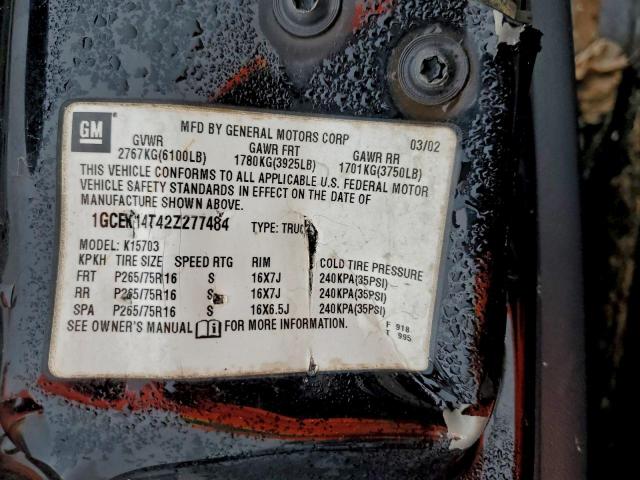 GM
MFD BY GENERAL MOTORS CORP 03/02
GVWR GAWR FRT GAWR RR
2767KG(6100LB) 1780KG(3925LB) 1701KG(3750LB)
THIS VEHICLE CONFORMS TO ALL APPLICABLE U.S. FEDERAL MOTOR
VEHICLE SAFETY STANDARDS IN EFFECT ON THE DATE OF
MANUFACTURE SHOWN ABOVE.
1GCEK14T42Z277484 TYPE: TRUCK
MODEL: K15703
KPKH TIRE SIZE SPEED RTG RIM COLD TIRE PRESSURE
FRT P265/75R16 S 16X7J 240KPA(35PSI)
RR P265/75R16 S 16X7J 240KPA(35PSI)
SPA P265/75R16 S 16X6.5J 240KPA(35PSI)
SEE OWNER'S MANUAL FOR MORE INFORMATION.
F 918
T 995